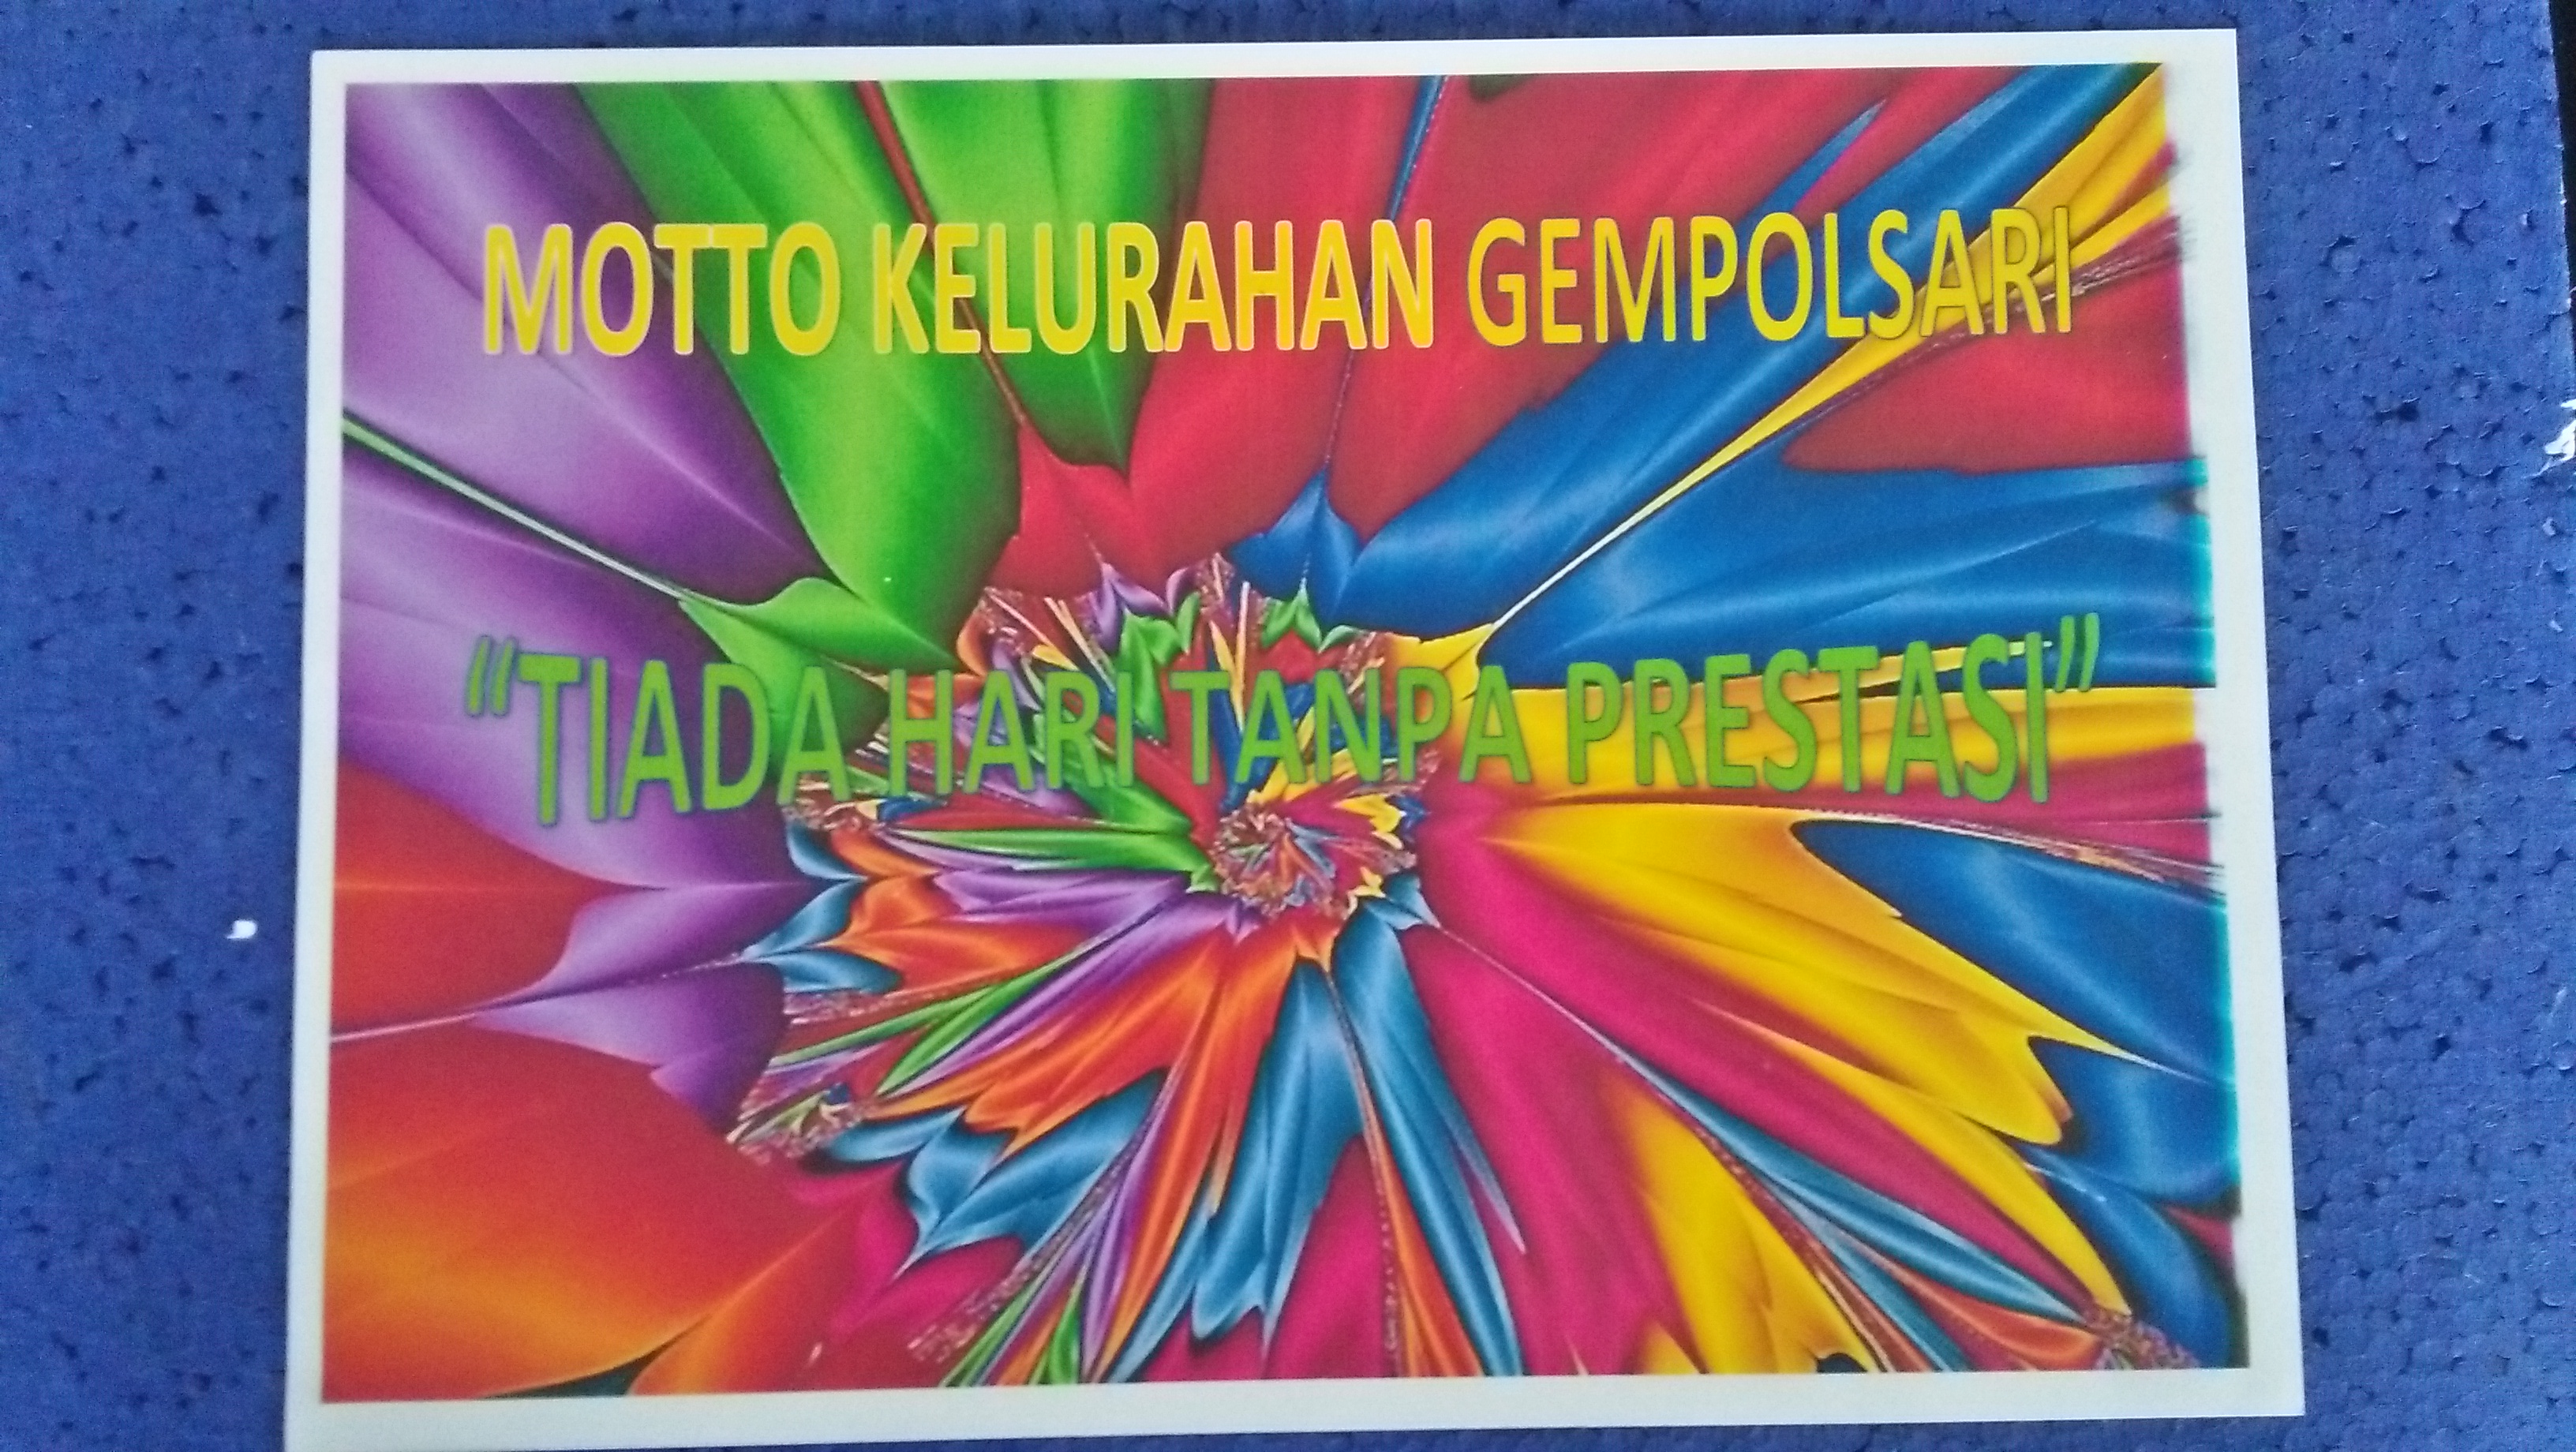 MOTTO KELURAHAN GEMPOLSARI
“TIADA HARI TANPA PRESTASI”